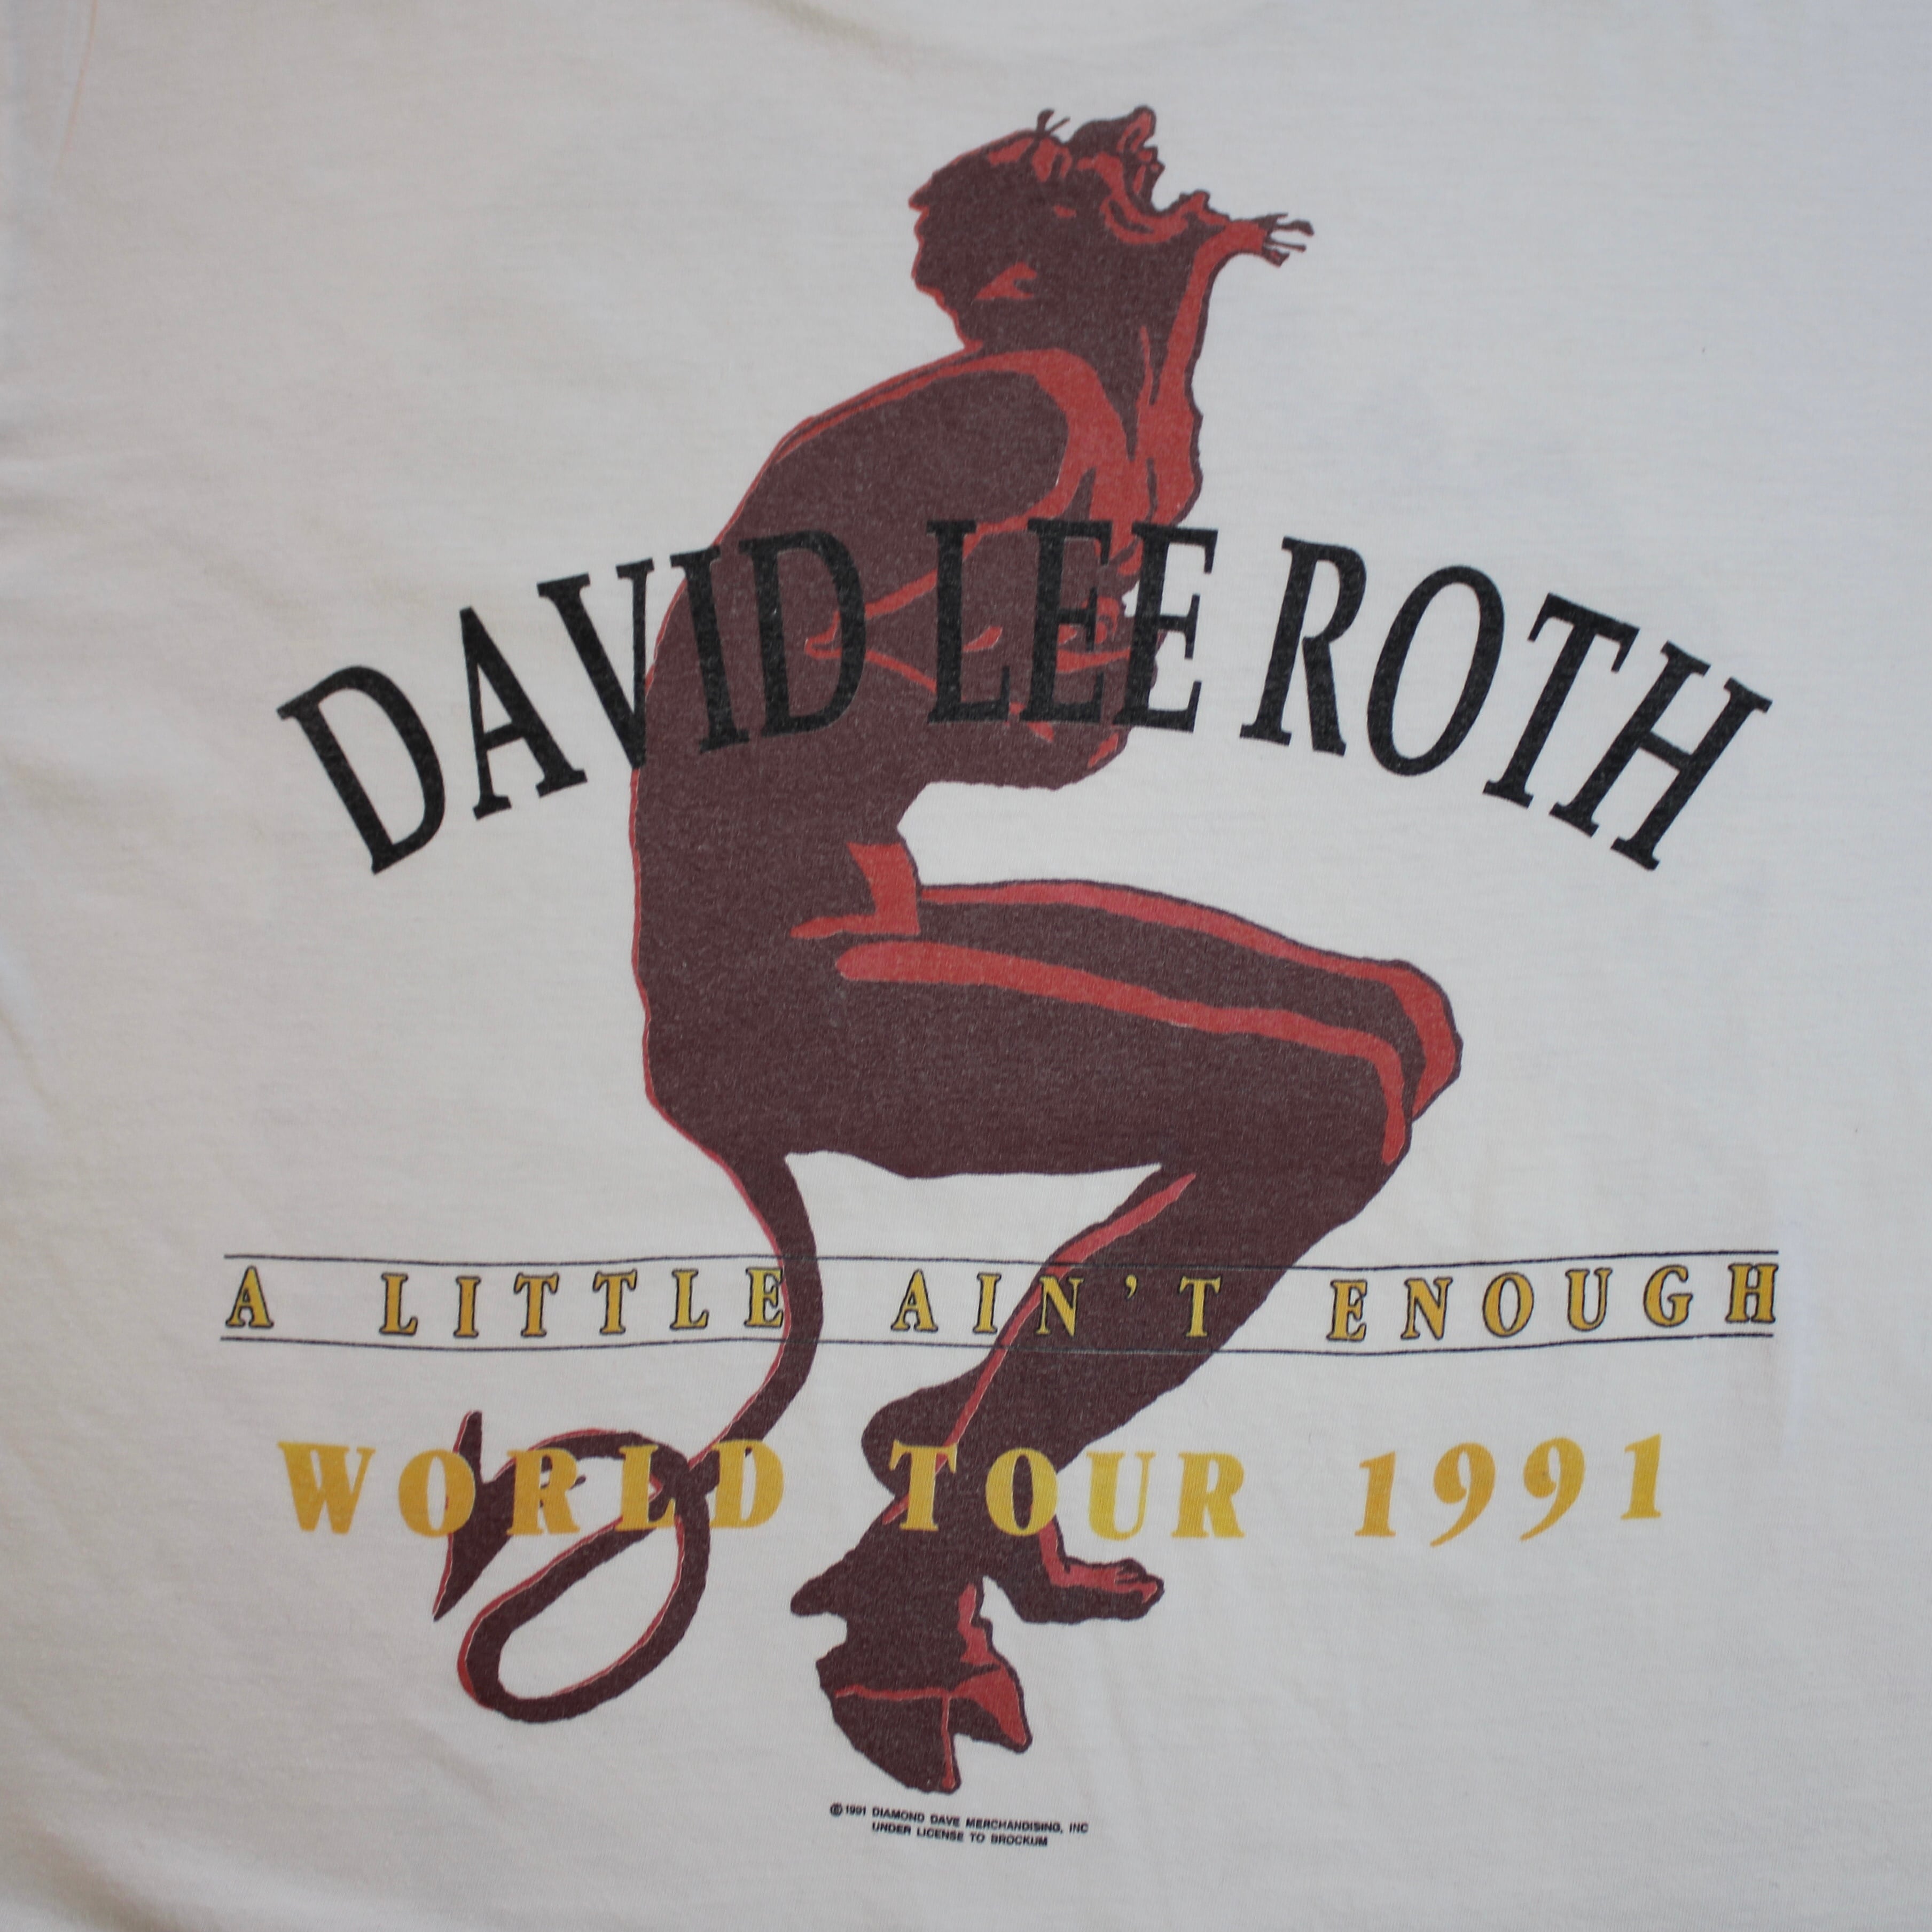 DAVID LEE ROTH
A LITTLE AIN'T ENOUGH
WORLD TOUR 1991
©1991 DIAMOND DAVE MERCHANDISING, INC
UNDER LICENSE TO BROCKUM